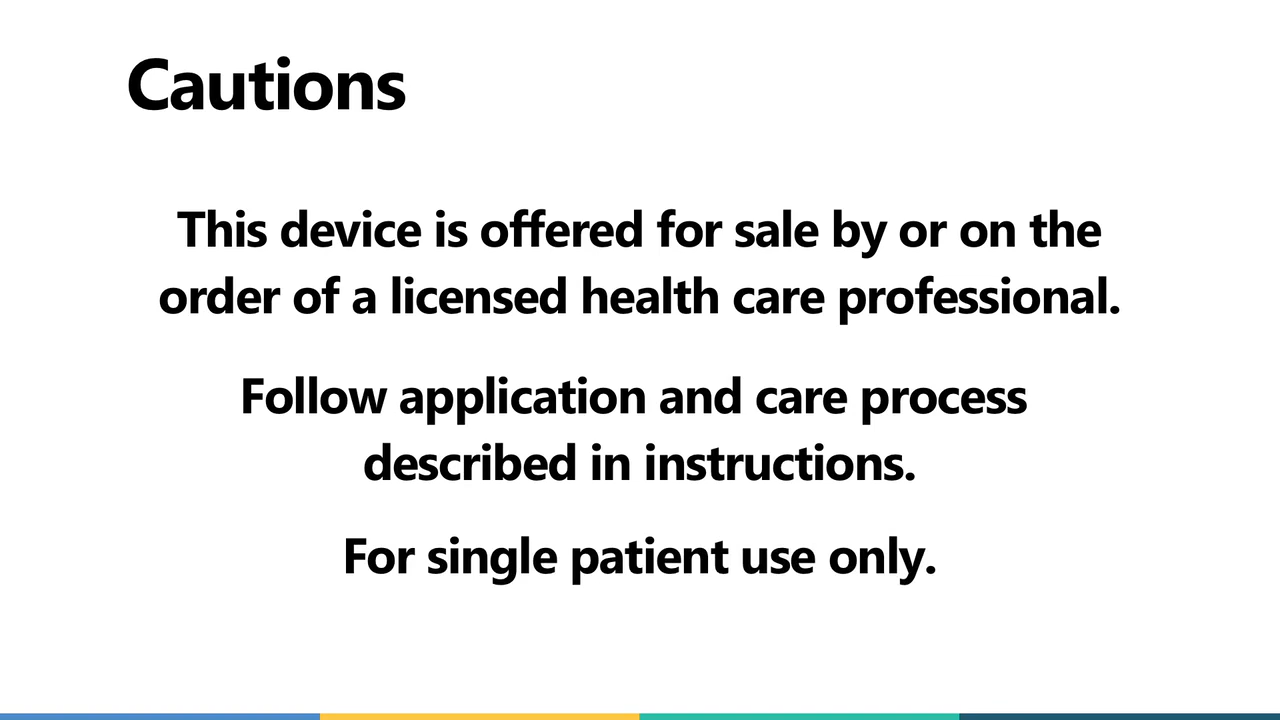 Cautions
This device is offered for sale by or on the
order of a licensed health care professional.
Follow application and care process
described in instructions.
For single patient use only.